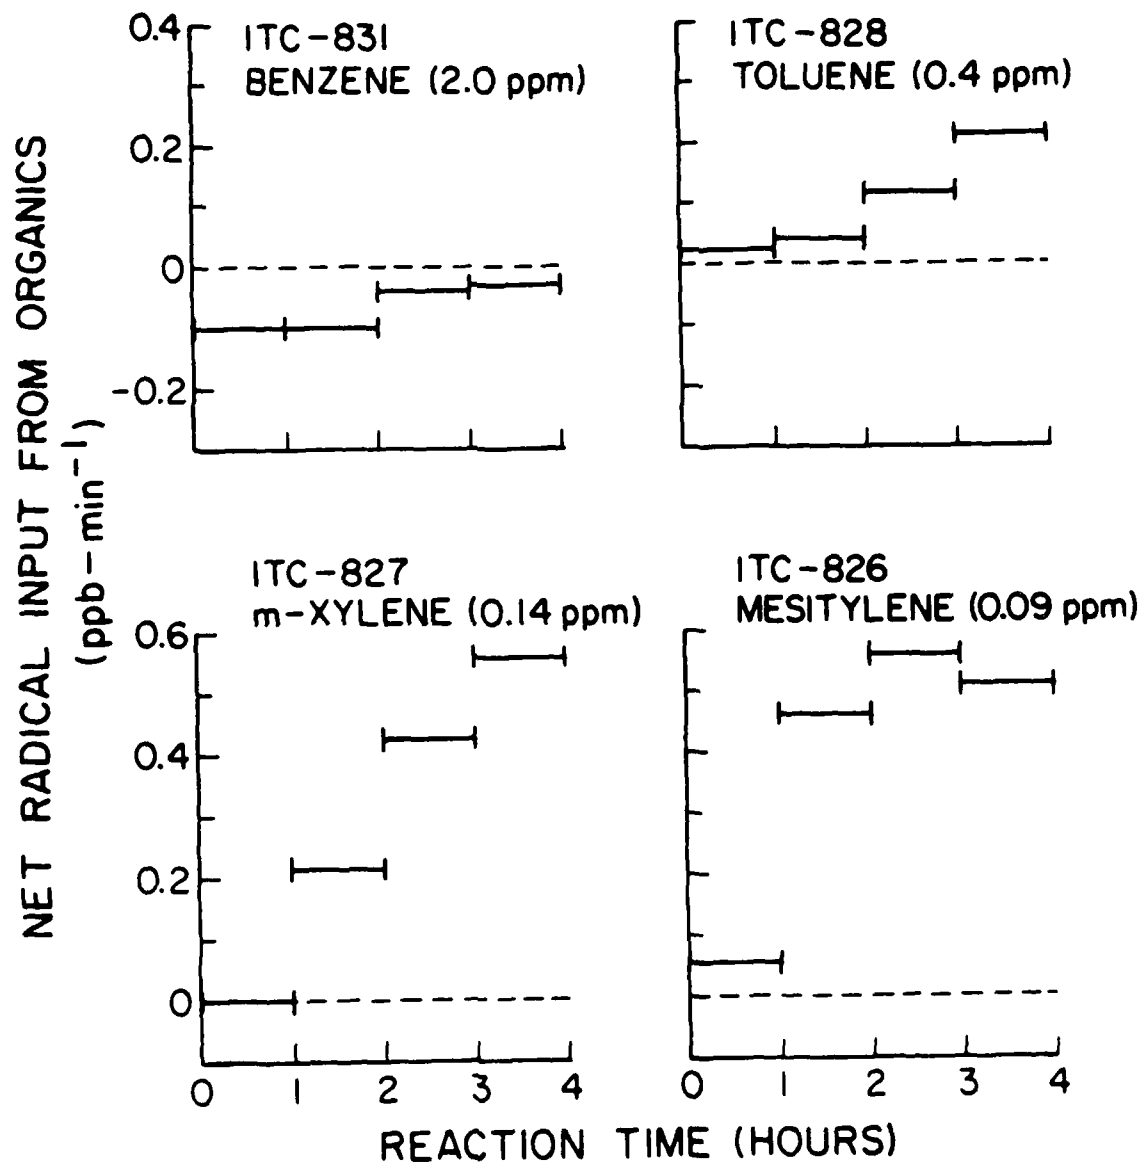 NET RADICAL INPUT FROM ORGANICS
(ppb-min⁻¹)
ITC-831
BENZENE (2.0 ppm)
0.4
0.2
0
-0.2
ITC-828
TOLUENE (0.4 ppm)
ITC-827
m-XYLENE (0.14 ppm)
0.6
0.4
0.2
0
0 1 2 3 4
ITC-826
MESITYLENE (0.09 ppm)
0 1 2 3 4
REACTION TIME (HOURS)